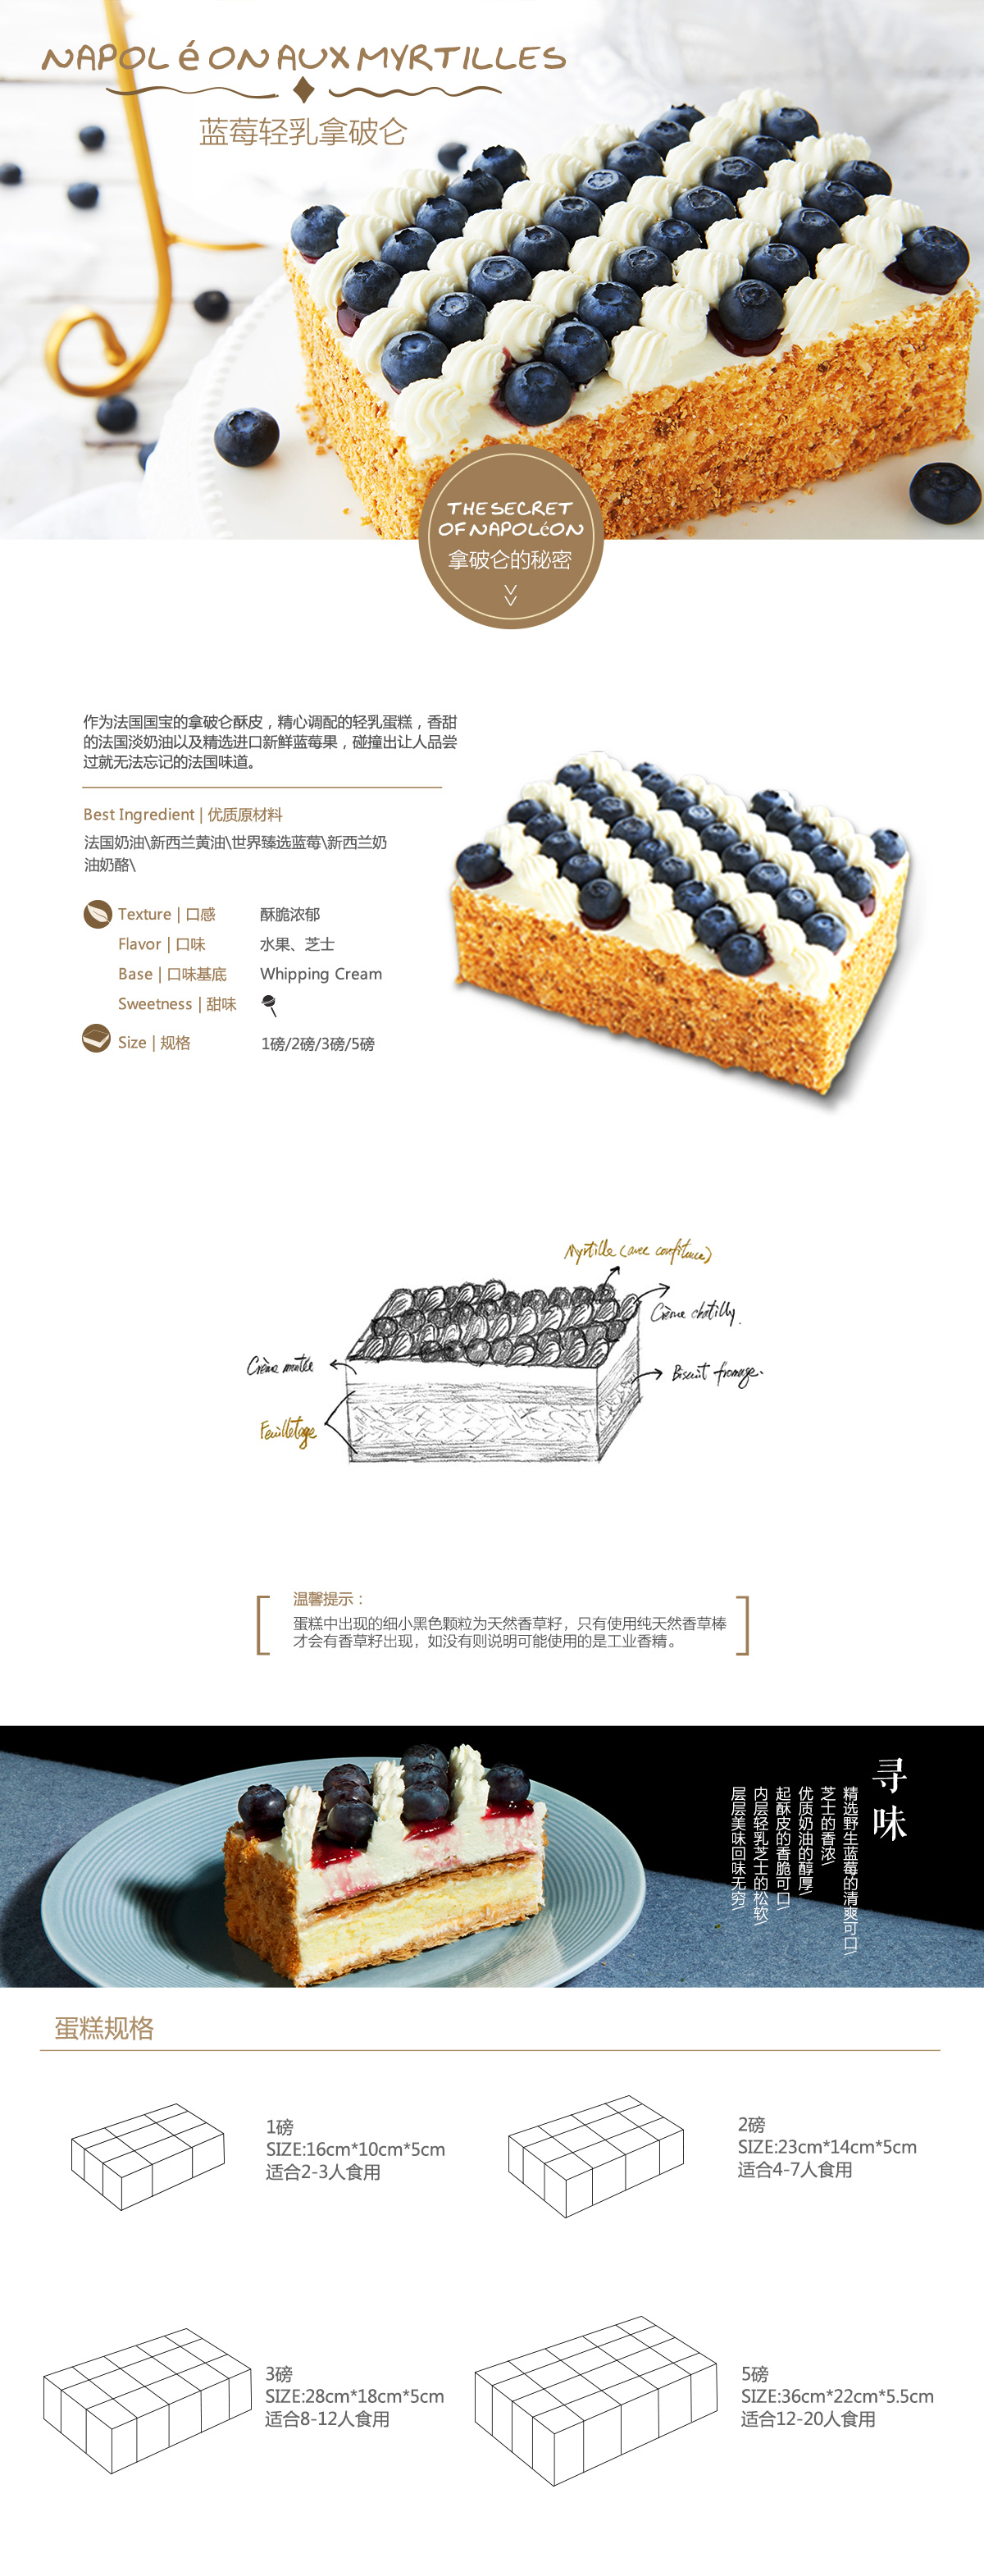 NAPOLéON AUX MYRTILLES
蓝莓轻乳拿破仑
THE SECRET
OF NAPOLéON
拿破仑的秘密
作为法国国宝的拿破仑酥皮，精心调配的轻乳蛋糕，香甜
的法国淡奶油以及精选进口新鲜蓝莓果，碰撞出让人品尝
过就无法忘记的法国味道。
Best Ingredient | 优质原材料
法国奶油\新西兰黄油\世界臻选蓝莓\新西兰奶
油奶酪\
Texture | 口感 酥脆浓郁
Flavor | 口味 水果、芝士
Base | 口味基底 Whipping Cream
Sweetness | 甜味
Size | 规格 1磅/2磅/3磅/5磅
Myrtille (avec confiture)
Crème chatilly
Crème montée
Biscuit fromage
Feuilletage
温馨提示：
蛋糕中出现的细小黑色颗粒为天然香草籽，只有使用纯天然香草棒
才会有香草籽出现，如没有则说明可能使用的是工业香精。
寻味
精选野生蓝莓的清爽可口\
芝士的香浓\
优质奶油的醇厚\
起酥皮的香脆可口\
内层轻乳芝士的松软\
层层美味回味无穷\
蛋糕规格
1磅
SIZE:16cm*10cm*5cm
适合2-3人食用
2磅
SIZE:23cm*14cm*5cm
适合4-7人食用
3磅
SIZE:28cm*18cm*5cm
适合8-12人食用
5磅
SIZE:36cm*22cm*5.5cm
适合12-20人食用